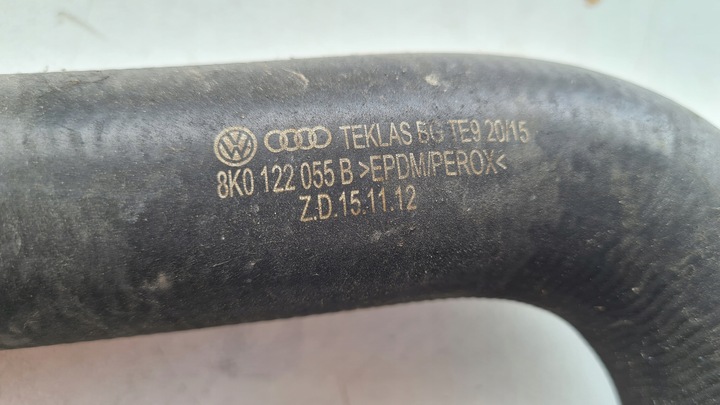 TEKLAS BG TE9 20/15
8K0 122 055 B >EPDM/PEROX<
Z.D.15.11.12